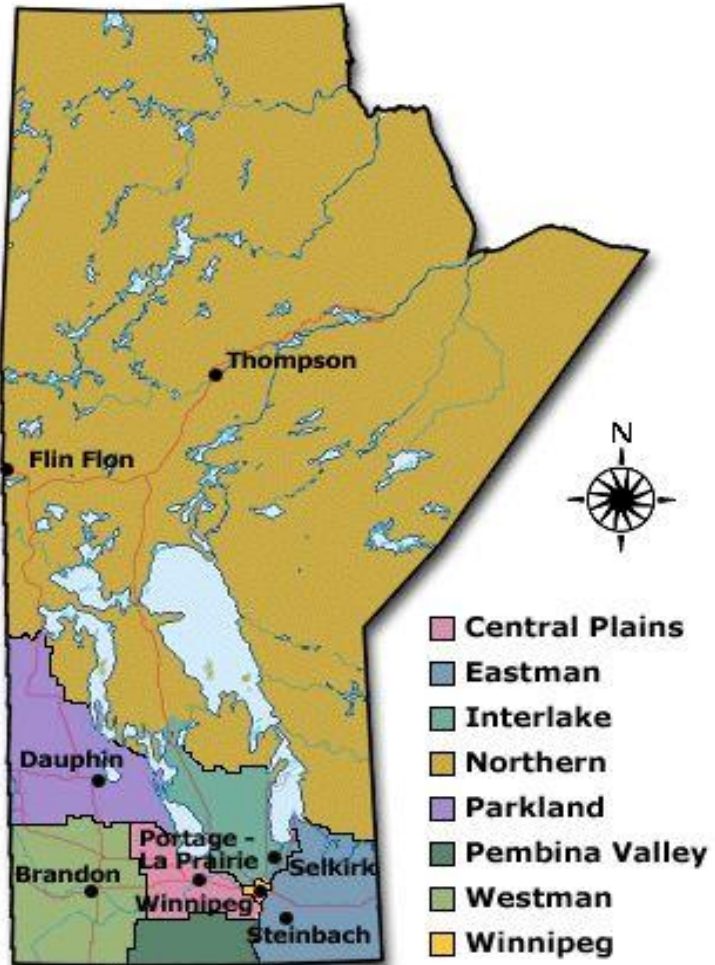 Thompson
Flin Flon
N
Central Plains
Eastman
Interlake
Northern
Parkland
Pembina Valley
Westman
Winnipeg
Dauphin
Portage -
La Prairie
Selkirk
Brandon
Winnipeg
Steinbach